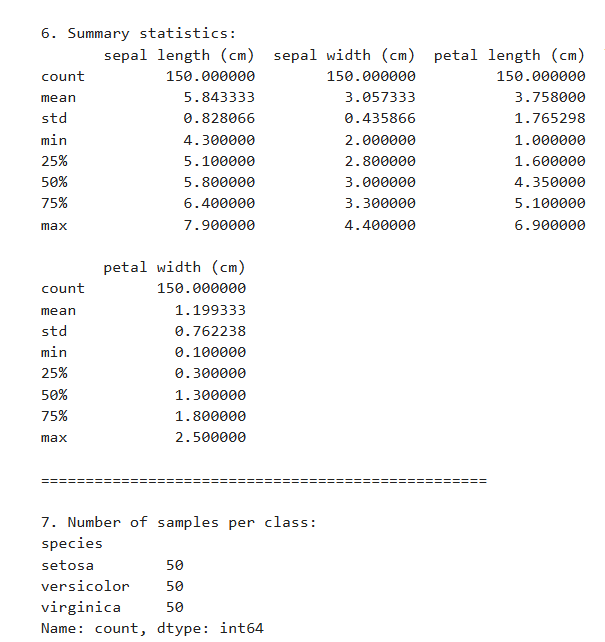 6. Summary statistics:
sepal length (cm) sepal width (cm) petal length (cm)
count 150.000000 150.000000 150.000000
mean 5.843333 3.057333 3.758000
std 0.828066 0.435866 1.765298
min 4.300000 2.000000 1.000000
25% 5.100000 2.800000 1.600000
50% 5.800000 3.000000 4.350000
75% 6.400000 3.300000 5.100000
max 7.900000 4.400000 6.900000
petal width (cm)
count 150.000000
mean 1.199333
std 0.762238
min 0.100000
25% 0.300000
50% 1.300000
75% 1.800000
max 2.500000
==================================================
7. Number of samples per class:
species
setosa 50
versicolor 50
virginica 50
Name: count, dtype: int64